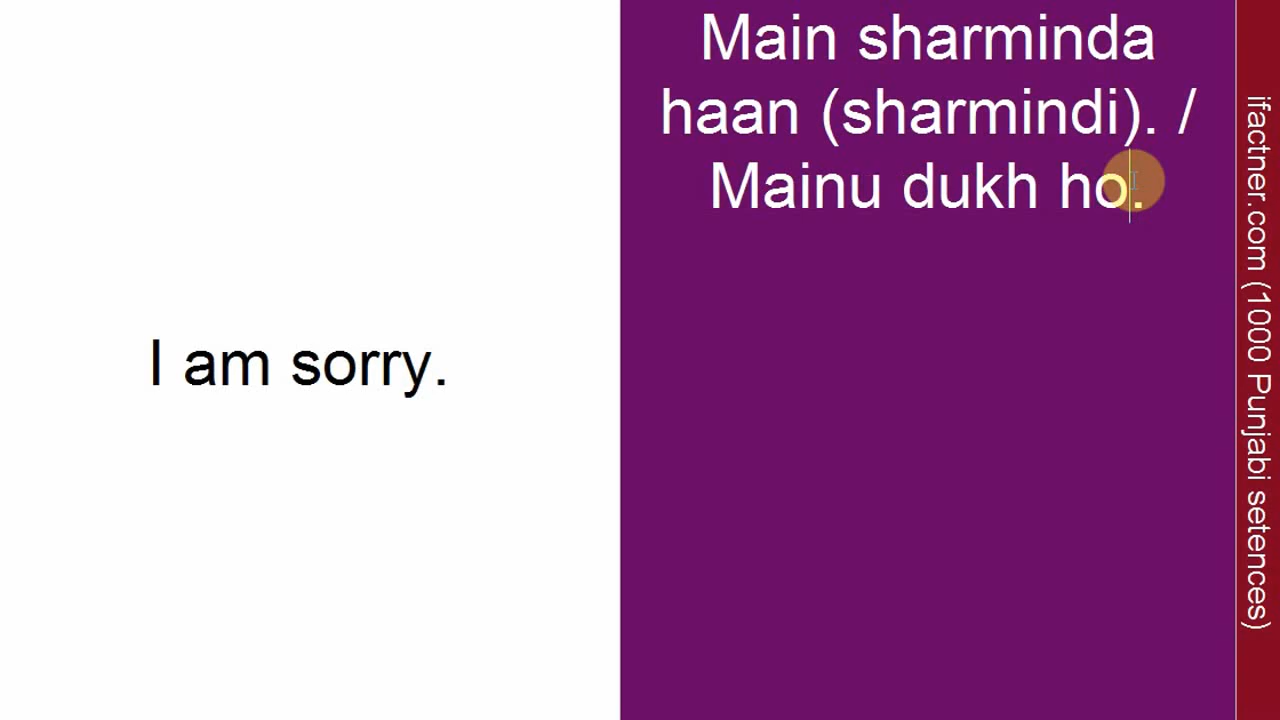 I am sorry.
Main sharminda
haan (sharmindi). /
Mainu dukh ho.
ifactner.com (1000 Punjabi setences)